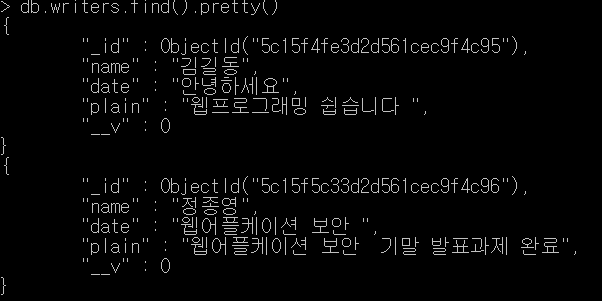 > db.writers.find().pretty()
{
"_id" : ObjectId("5c15f4fe3d2d561cec9f4c95"),
"name" : "김길동",
"date" : "안녕하세요",
"plain" : "웹프로그래밍 쉽습니다 ",
"__v" : 0
}
{
"_id" : ObjectId("5c15f5c33d2d561cec9f4c96"),
"name" : "정종영",
"date" : "웹어플케이션 보안 ",
"plain" : "웹어플케이션 보안  기말 발표과제 완료",
"__v" : 0
}